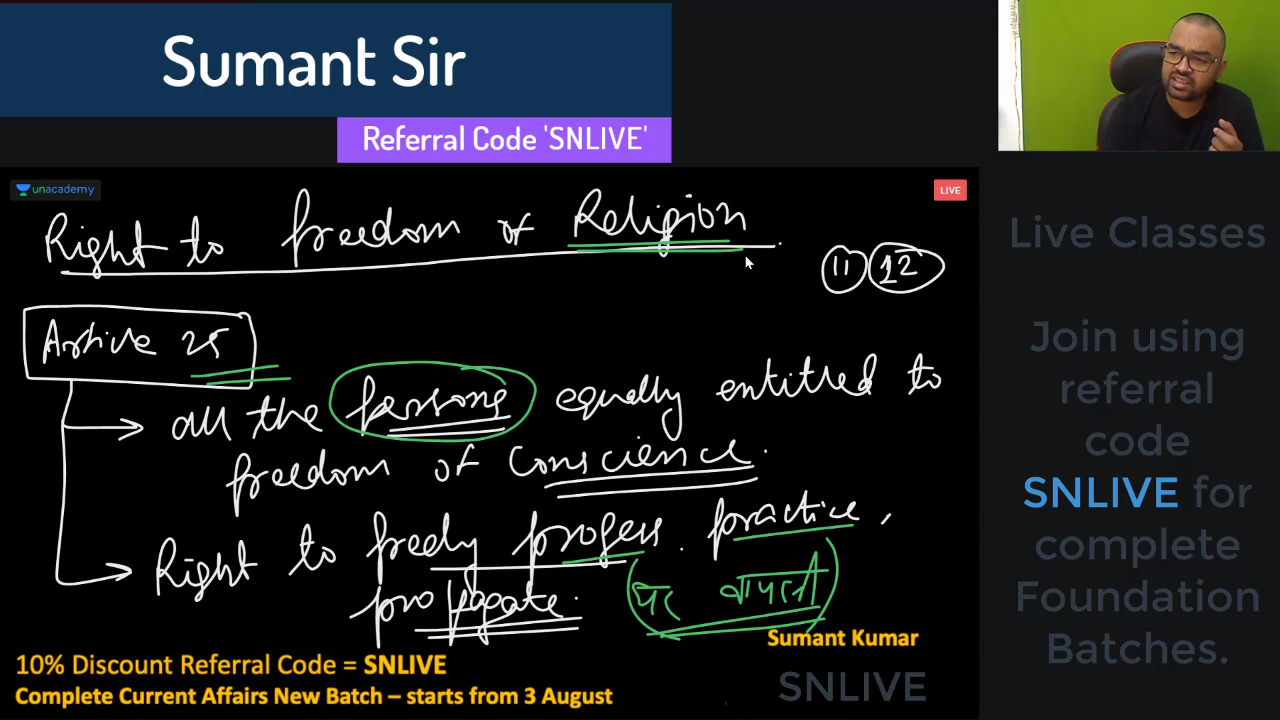 Sumant Sir
Referral Code 'SNLIVE'
unacademy
LIVE
Right to freedom of Religion
11 12
Artice 25
all the persons equally entitled to
freedom of conscience.
Right to freely profess. practice,
propagate.
घर वापसी
Sumant Kumar
SNLIVE
10% Discount Referral Code = SNLIVE
Complete Current Affairs New Batch – starts from 3 August
Live Classes
Join using
referral
code
SNLIVE for
complete
Foundation
Batches.